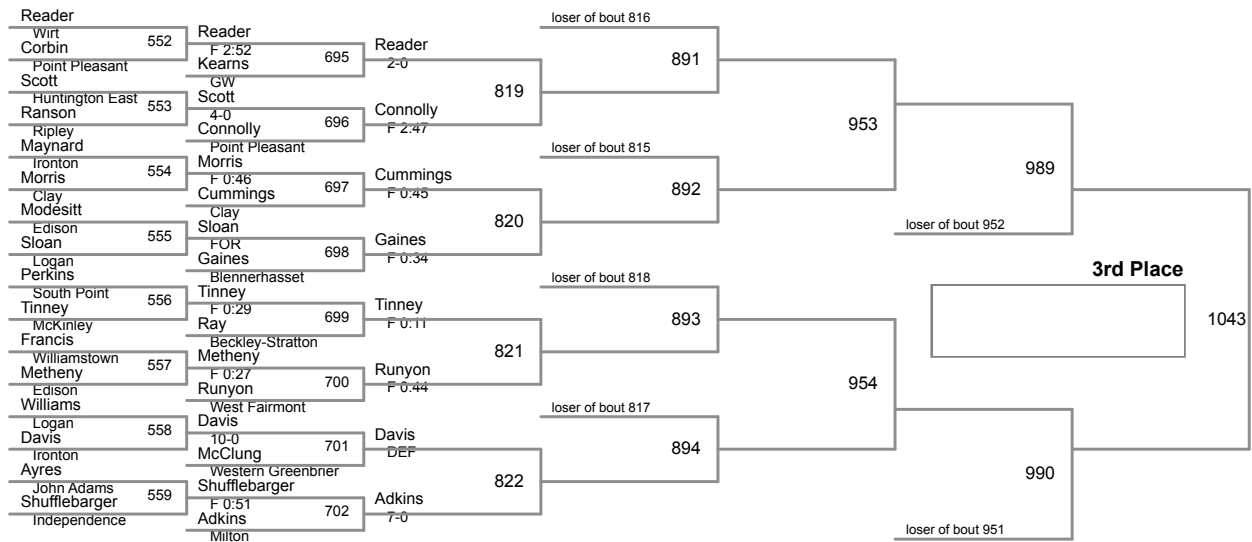 Reader
Wirt
552
Corbin
Point Pleasant
Scott
Huntington East
553
Ranson
Ripley
Maynard
Ironton
554
Morris
Clay
Modesitt
Edison
555
Sloan
Logan
Perkins
South Point
556
Tinney
McKinley
Francis
Williamstown
557
Metheny
Edison
Williams
Logan
558
Davis
Ironton
Ayres
John Adams
559
Shufflebarger
Independence
Reader
F 2:52
695
Kearns
GW
Scott
4-0
696
Connolly
Point Pleasant
Morris
F 0:46
697
Cummings
Clay
Sloan
FOR
698
Gaines
Blennerhasset
Tinney
F 0:29
699
Ray
Beckley-Stratton
Metheny
F 0:27
700
Runyon
West Fairmont
Davis
10-0
701
McClung
Western Greenbrier
Shufflebarger
F 0:51
702
Adkins
Milton
Reader
2-0
819
Connolly
F 2:47
Cummings
F 0:45
820
Gaines
F 0:34
Tinney
F 0:11
821
Runyon
F 0:44
Davis
DEF
822
Adkins
7-0
loser of bout 816
891
loser of bout 815
892
loser of bout 818
893
loser of bout 817
894
953
954
989
loser of bout 952
990
loser of bout 951
3rd Place
1043